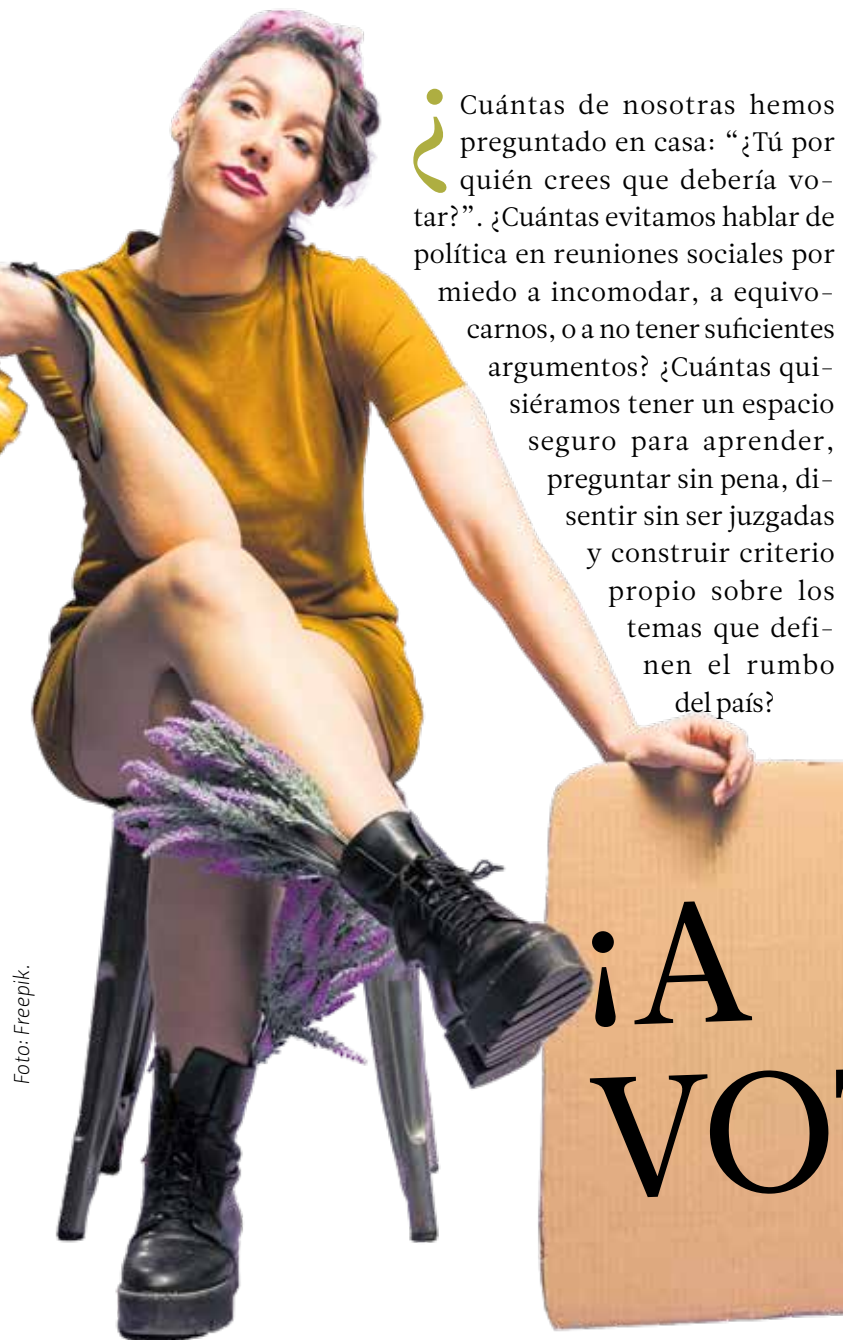 ¿Cuántas de nosotras hemos
preguntado en casa: “¿Tú por
quién crees que debería vo-
tar?”. ¿Cuántas evitamos hablar de
política en reuniones sociales por
miedo a incomodar, a equivo-
carnos, o a no tener suficientes
argumentos? ¿Cuántas qui-
siéramos tener un espacio
seguro para aprender,
preguntar sin pena, di-
sentir sin ser juzgadas
y construir criterio
propio sobre los
temas que defi-
nen el rumbo
del país?
¡A
VOT
Foto: Freepik.